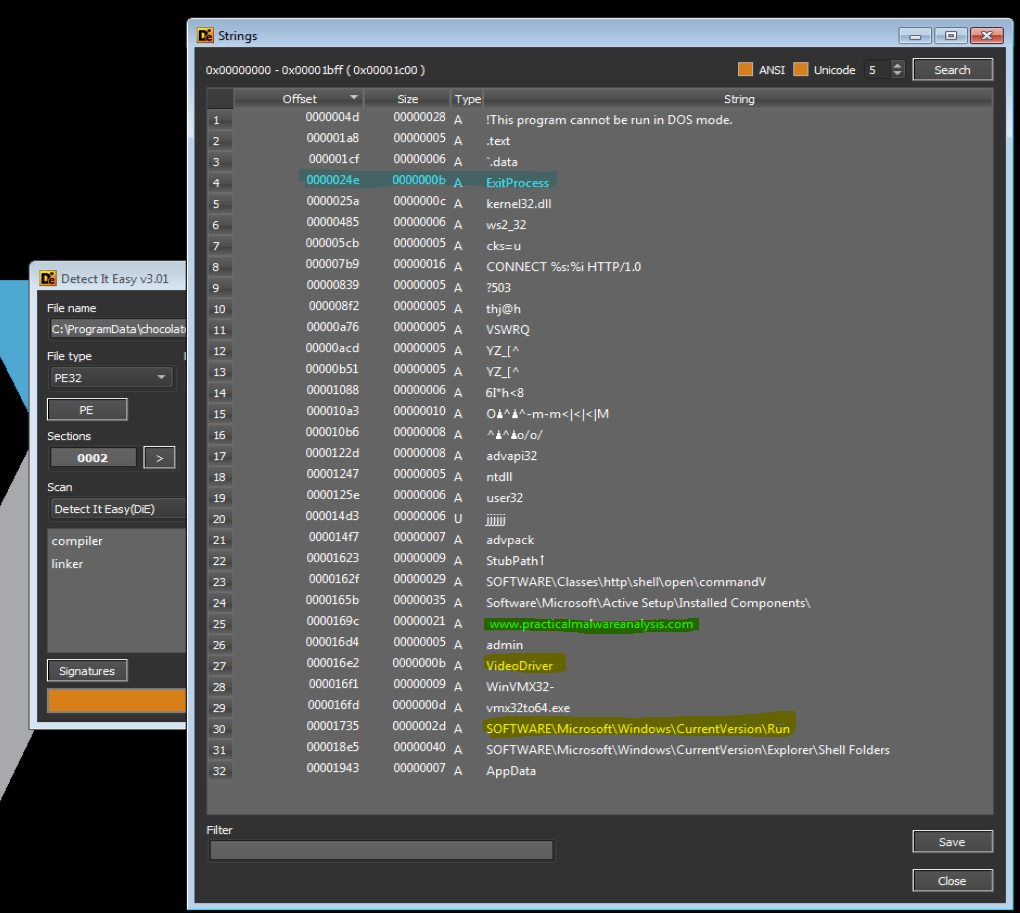 Strings
0x00000000 - 0x00001bff ( 0x00001c00 ) ANSI Unicode 5 Search
Offset Size Type String
1 0000004d 00000028 A !This program cannot be run in DOS mode.
2 000001a8 00000005 A .text
3 000001cf 00000006 A `.data
4 0000024e 0000000b A ExitProcess
5 0000025a 0000000c A kernel32.dll
6 00000485 00000006 A ws2_32
7 000005cb 00000005 A cks=u
8 000007b9 00000016 A CONNECT %s:%i HTTP/1.0
9 00000839 00000005 A ?503
10 000008f2 00000005 A thj@h
11 00000a76 00000005 A VSWRQ
12 00000acd 00000005 A YZ_[^
13 00000b51 00000005 A YZ_[^
14 00001088 00000006 A 6I*h<8
15 000010a3 00000010 A O♟^♟^-m-m<|<|<|M
16 000010b6 00000008 A ^♟^♟o/o/
17 0000122d 00000008 A advapi32
18 00001247 00000005 A ntdll
19 0000125e 00000006 A user32
20 000014d3 00000006 U jjjjjj
21 000014f7 00000007 A advpack
22 00001623 00000009 A StubPath↑
23 0000162f 00000029 A SOFTWARE\Classes\http\shell\open\commandV
24 0000165b 00000035 A Software\Microsoft\Active Setup\Installed Components\
25 0000169c 00000021 A www.practicalmalwareanalysis.com
26 000016d4 00000005 A admin
27 000016e2 0000000b A VideoDriver
28 000016f1 00000009 A WinVMX32-
29 000016fd 0000000d A vmx32to64.exe
30 00001735 0000002d A SOFTWARE\Microsoft\Windows\CurrentVersion\Run
31 000018e5 00000040 A SOFTWARE\Microsoft\Windows\CurrentVersion\Explorer\Shell Folders
32 00001943 00000007 A AppData
Filter
Save
Close
Detect It Easy v3.01
File name
C:\ProgramData\chocolat
File type
PE32
PE
Sections
0002 >
Scan
Detect It Easy(DiE)
compiler
linker
Signatures